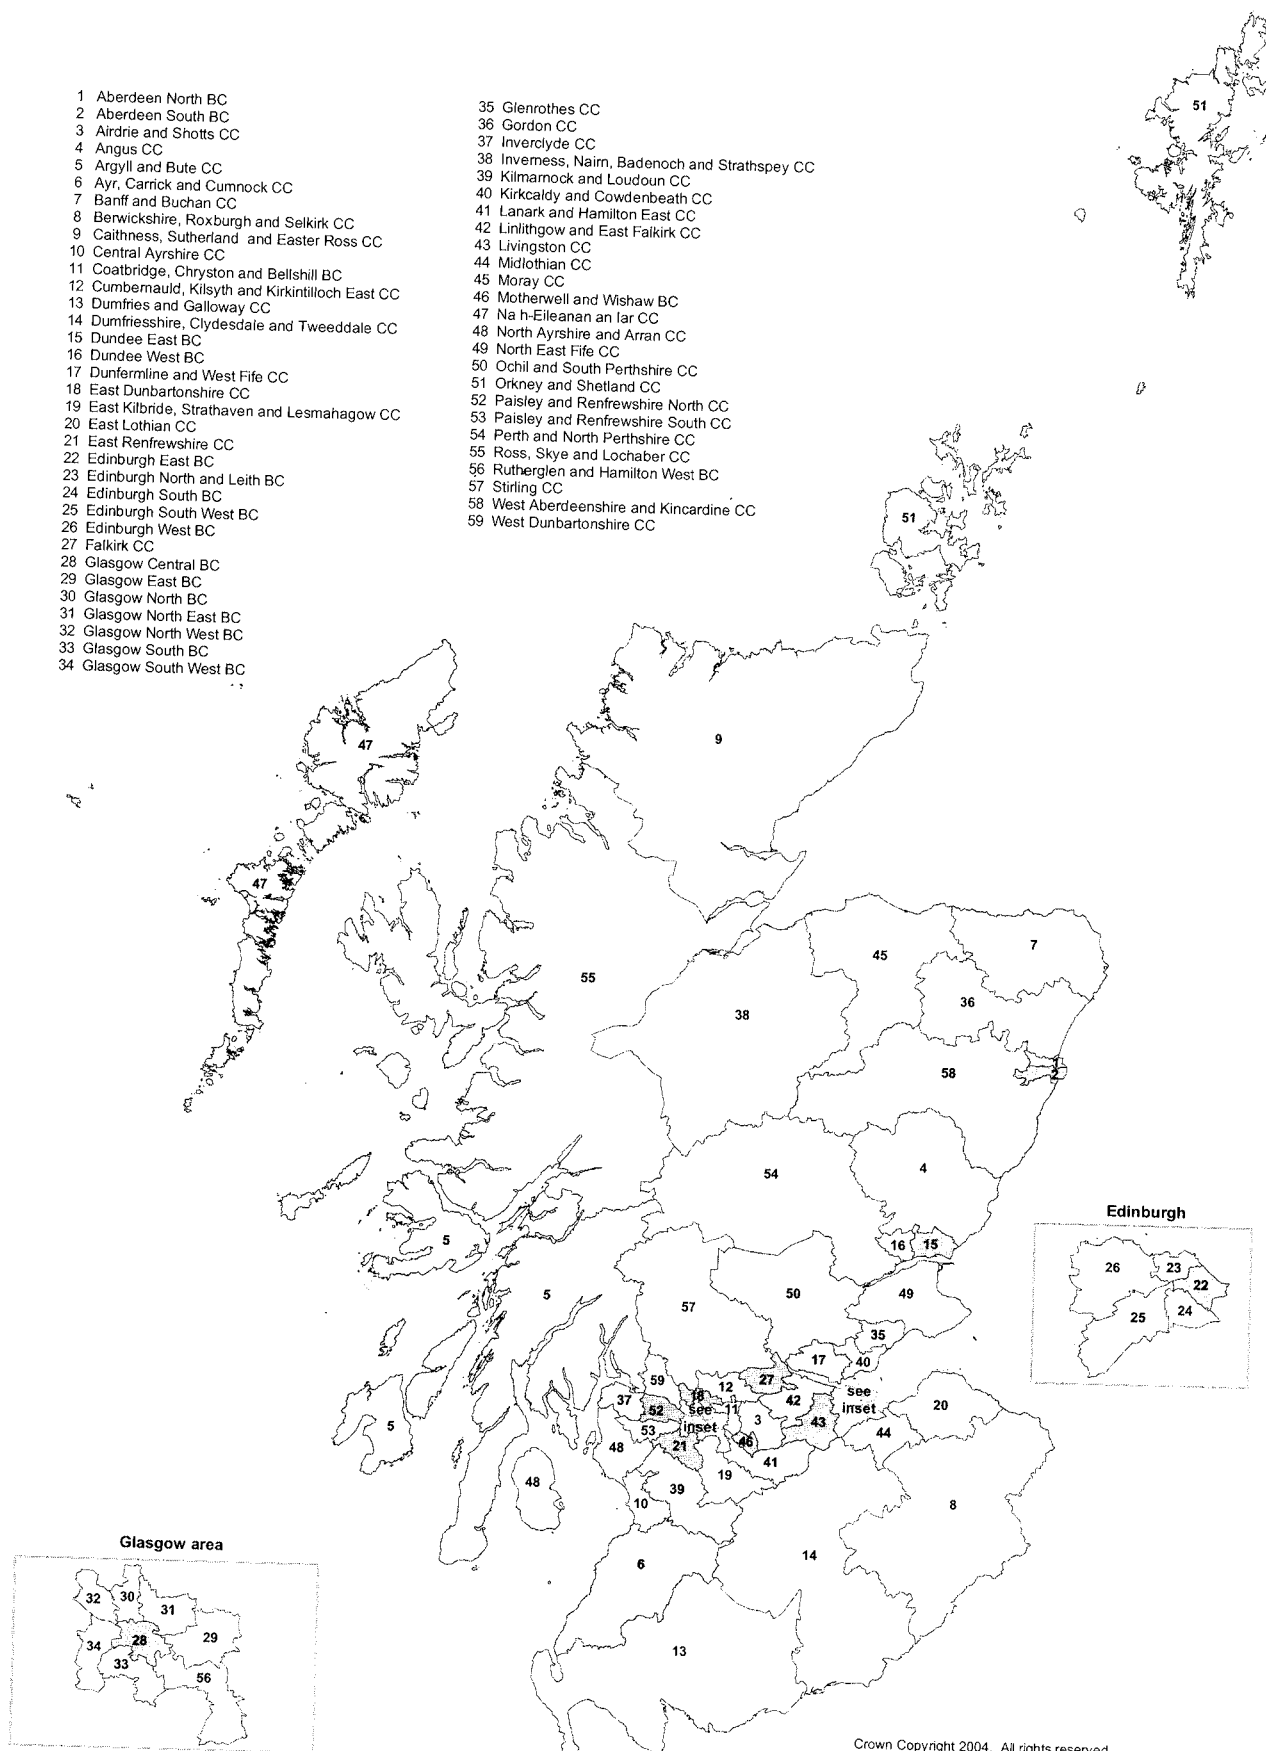 1 Aberdeen North BC
2 Aberdeen South BC
3 Airdrie and Shotts CC
4 Angus CC
5 Argyll and Bute CC
6 Ayr, Carrick and Cumnock CC
7 Banff and Buchan CC
8 Berwickshire, Roxburgh and Selkirk CC
9 Caithness, Sutherland and Easter Ross CC
10 Central Ayrshire CC
11 Coatbridge, Chryston and Bellshill BC
12 Cumbernauld, Kilsyth and Kirkintilloch East CC
13 Dumfries and Galloway CC
14 Dumfriesshire, Clydesdale and Tweeddale CC
15 Dundee East BC
16 Dundee West BC
17 Dunfermline and West Fife CC
18 East Dunbartonshire CC
19 East Kilbride, Strathaven and Lesmahagow CC
20 East Lothian CC
21 East Renfrewshire CC
22 Edinburgh East BC
23 Edinburgh North and Leith BC
24 Edinburgh South BC
25 Edinburgh South West BC
26 Edinburgh West BC
27 Falkirk CC
28 Glasgow Central BC
29 Glasgow East BC
30 Glasgow North BC
31 Glasgow North East BC
32 Glasgow North West BC
33 Glasgow South BC
34 Glasgow South West BC
35 Glenrothes CC
36 Gordon CC
37 Inverclyde CC
38 Inverness, Nairn, Badenoch and Strathspey CC
39 Kilmarnock and Loudoun CC
40 Kirkcaldy and Cowdenbeath CC
41 Lanark and Hamilton East CC
42 Linlithgow and East Falkirk CC
43 Livingston CC
44 Midlothian CC
45 Moray CC
46 Motherwell and Wishaw BC
47 Na h-Eileanan an Iar CC
48 North Ayrshire and Arran CC
49 North East Fife CC
50 Ochil and South Perthshire CC
51 Orkney and Shetland CC
52 Paisley and Renfrewshire North CC
53 Paisley and Renfrewshire South CC
54 Perth and North Perthshire CC
55 Ross, Skye and Lochaber CC
56 Rutherglen and Hamilton West BC
57 Stirling CC
58 West Aberdeenshire and Kincardine CC
59 West Dunbartonshire CC
51
51
47
9
47
7
45
55
36
38
1
58
2
4
54
5
16 15
5
50
49
57
35
17
40
59
27
12
18
37
42
see
inset
52
see
inset
11
20
5
3
43
53
44
46
21
48
41
19
48
39
10
8
14
6
13
Edinburgh
26
23
22
24
25
Glasgow area
32
30
31
28
29
34
33
56
Crown Copyright 2004. All rights reserved